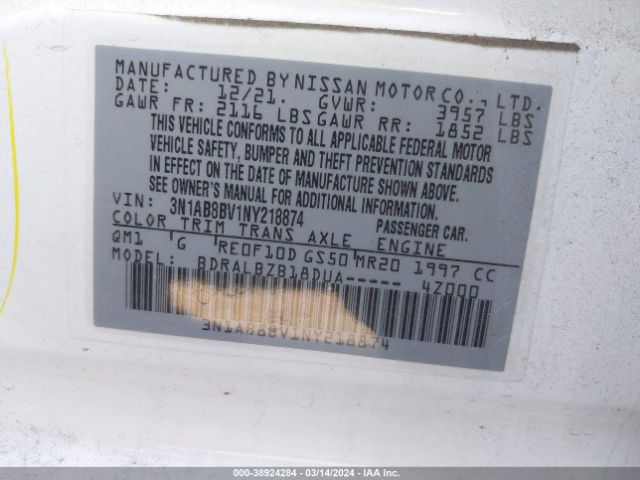 MANUFACTURED BY NISSAN MOTOR CO., LTD.
DATE: 12/21. GVWR: 3957 LBS
GAWR FR: 2116 LBS GAWR RR: 1852 LBS
THIS VEHICLE CONFORMS TO ALL APPLICABLE FEDERAL MOTOR
VEHICLE SAFETY, BUMPER AND THEFT PREVENTION STANDARDS
IN EFFECT ON THE DATE OF MANUFACTURE SHOWN ABOVE.
SEE OWNER'S MANUAL FOR ADDITIONAL INFORMATION.
VIN: 3N1AB8BV1NY218874 PASSENGER CAR.
COLOR TRIM TRANS AXLE ENGINE
QM1 G RE0F10D GS50 MR20 1997 CC
MODEL: BDRALBZB18DUA----- 4Z000
3N1AB8BV1NY218874
000-38924284 | 03/14/2024 | IAA Inc.